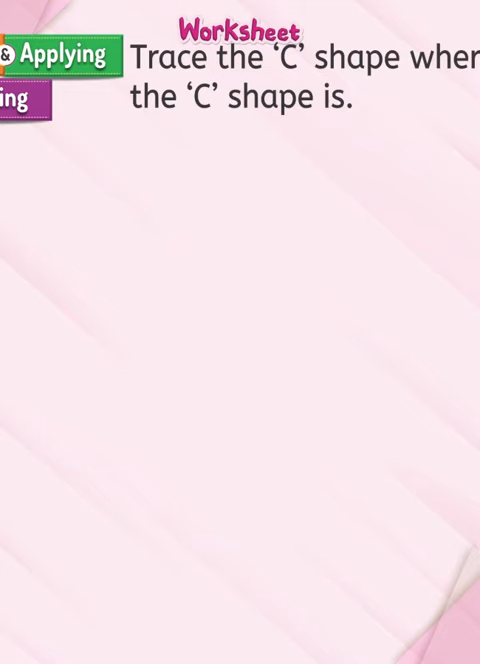 Worksheet
& Applying
Trace the ‘C’ shape wher
ing
the ‘C’ shape is.